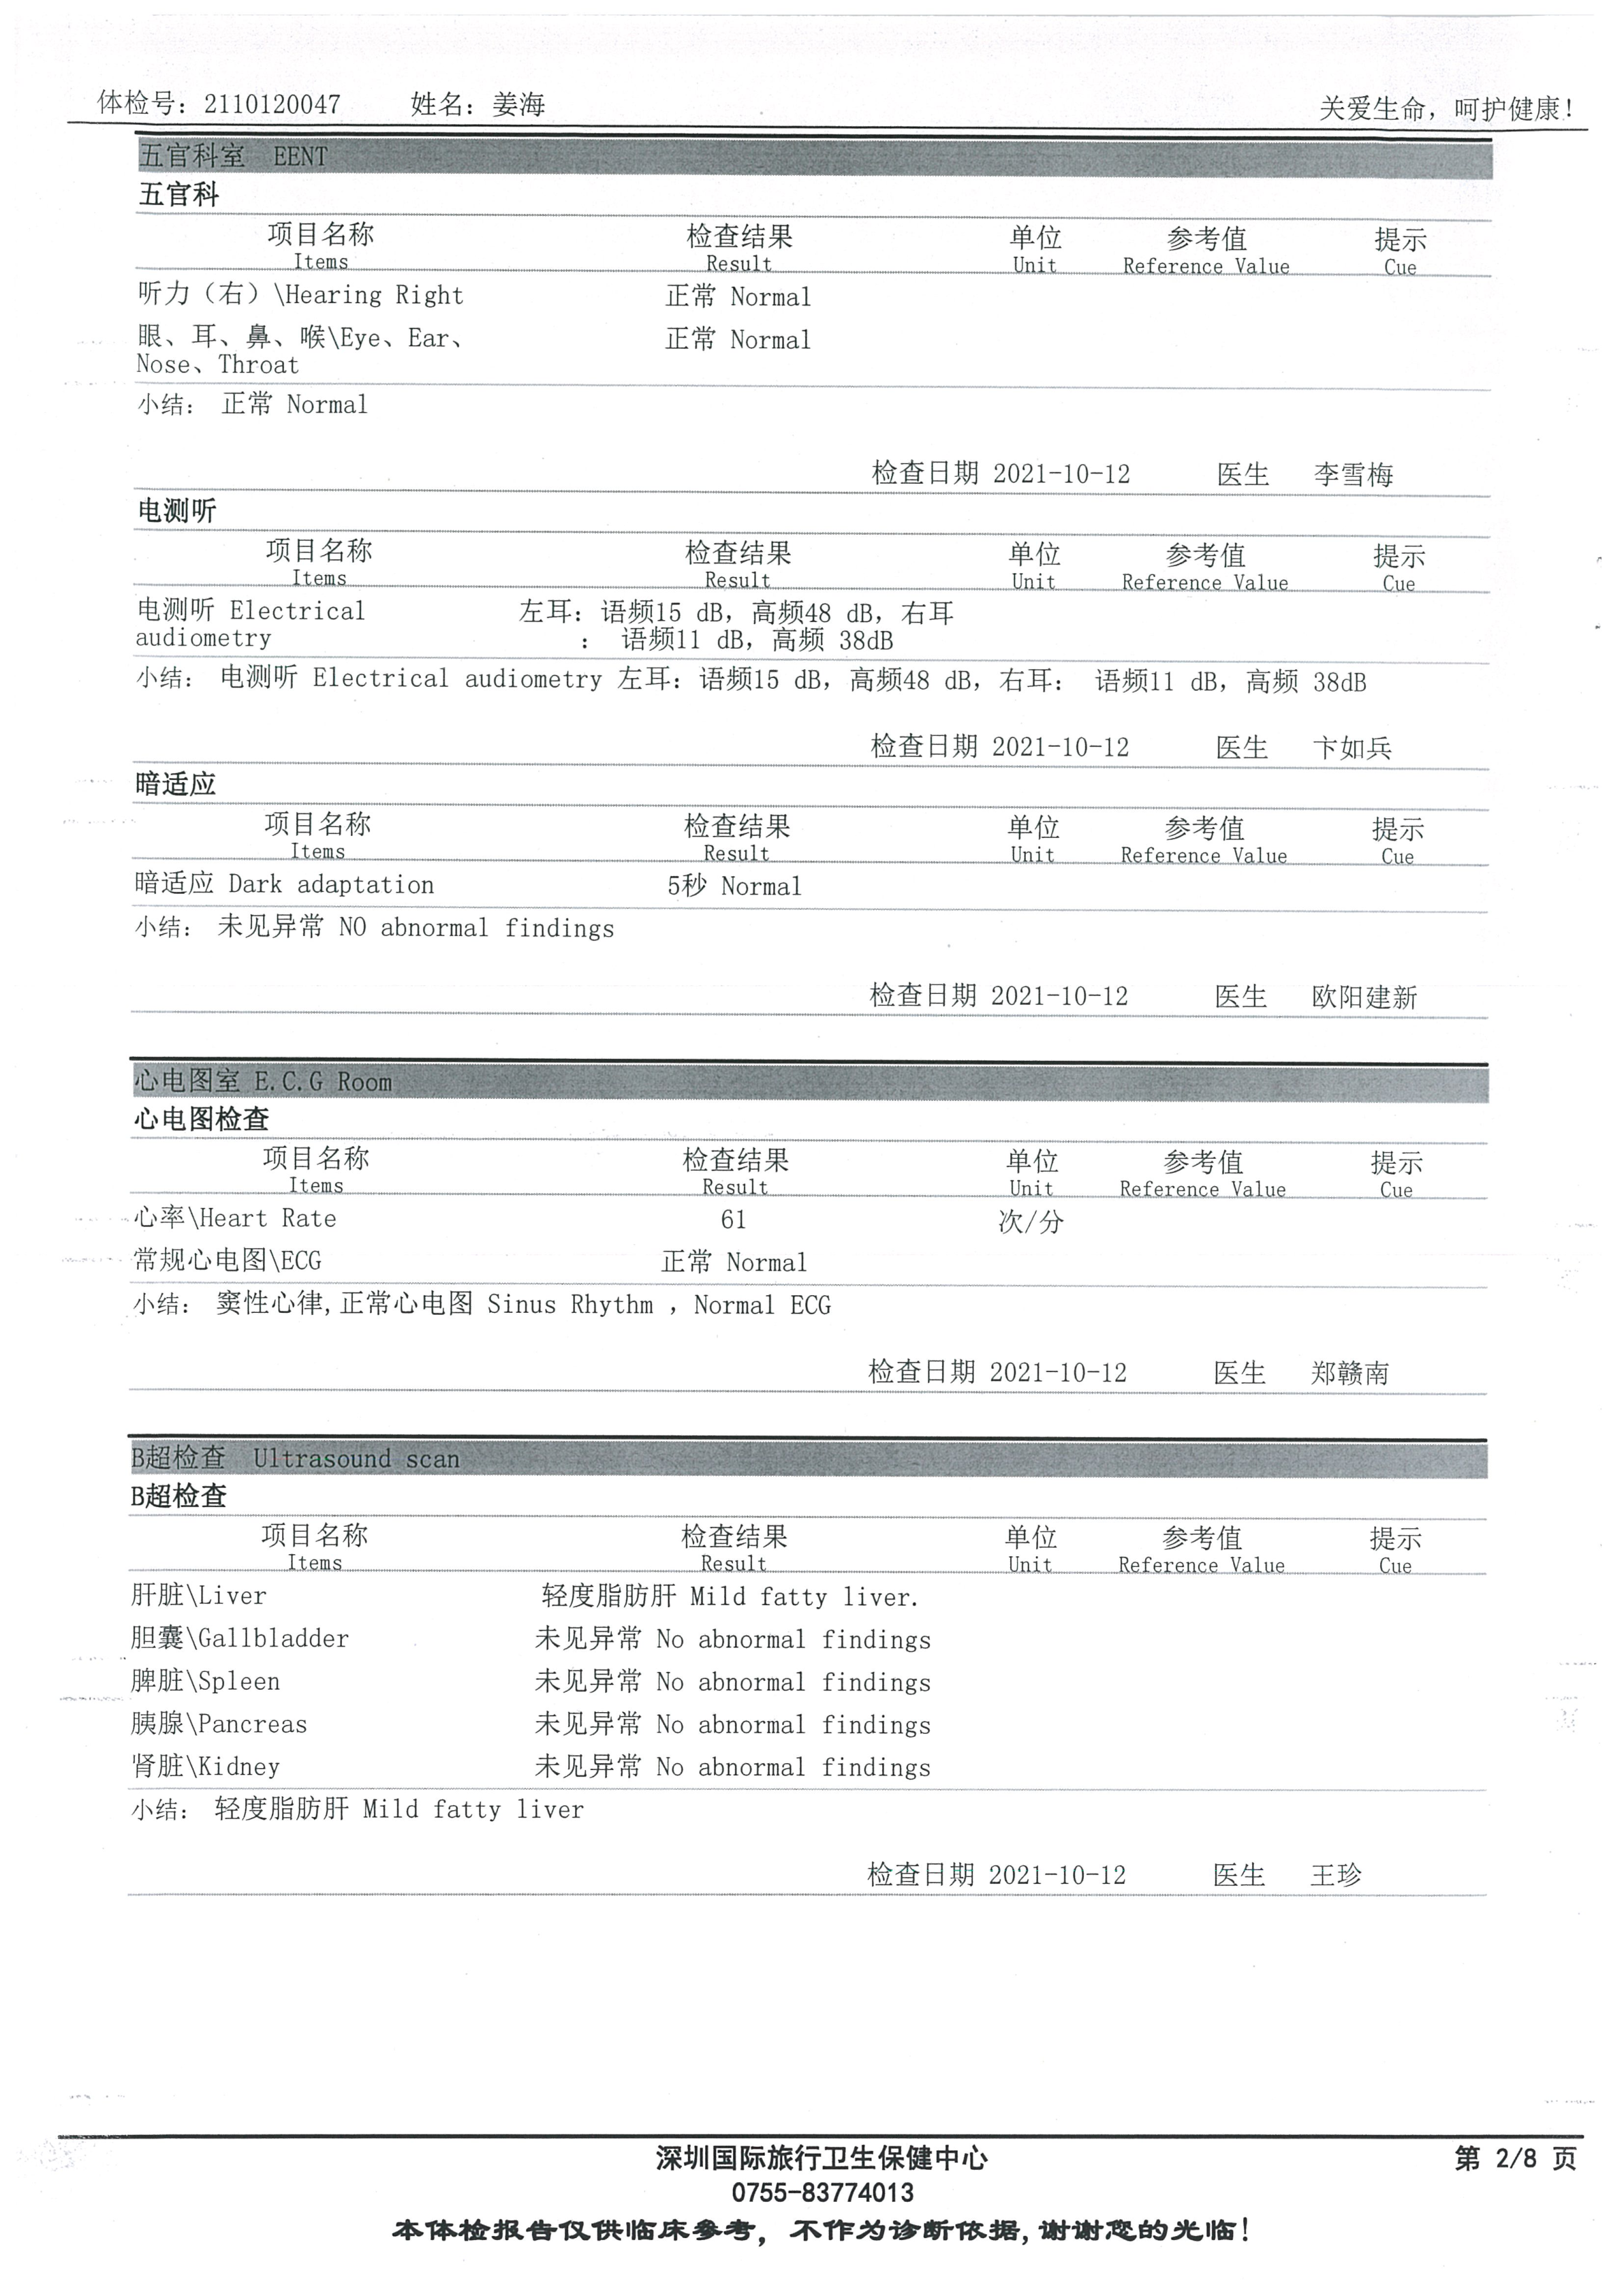 体检号：2110120047 姓名：姜海 关爱生命，呵护健康！
五官科室 EENT
五官科
项目名称 检查结果 单位 参考值 提示
Items Result Unit Reference Value Cue
听力（右）\Hearing Right 正常 Normal
眼、耳、鼻、喉\Eye、Ear、 正常 Normal
Nose、Throat
小结： 正常 Normal
检查日期 2021-10-12 医生 李雪梅
电测听
项目名称 检查结果 单位 参考值 提示
Items Result Unit Reference Value Cue
电测听 Electrical 左耳：语频15 dB，高频48 dB，右耳
audiometry ： 语频11 dB，高频 38dB
小结： 电测听 Electrical audiometry 左耳：语频15 dB，高频48 dB，右耳： 语频11 dB，高频 38dB
检查日期 2021-10-12 医生 卞如兵
暗适应
项目名称 检查结果 单位 参考值 提示
Items Result Unit Reference Value Cue
暗适应 Dark adaptation 5秒 Normal
小结： 未见异常 NO abnormal findings
检查日期 2021-10-12 医生 欧阳建新
心电图室 E.C.G Room
心电图检查
项目名称 检查结果 单位 参考值 提示
Items Result Unit Reference Value Cue
心率\Heart Rate 61 次/分
常规心电图\ECG 正常 Normal
小结： 窦性心律,正常心电图 Sinus Rhythm ，Normal ECG
检查日期 2021-10-12 医生 郑赣南
B超检查 Ultrasound scan
B超检查
项目名称 检查结果 单位 参考值 提示
Items Result Unit Reference Value Cue
肝脏\Liver 轻度脂肪肝 Mild fatty liver.
胆囊\Gallbladder 未见异常 No abnormal findings
脾脏\Spleen 未见异常 No abnormal findings
胰腺\Pancreas 未见异常 No abnormal findings
肾脏\Kidney 未见异常 No abnormal findings
小结： 轻度脂肪肝 Mild fatty liver
检查日期 2021-10-12 医生 王珍
深圳国际旅行卫生保健中心 第 2/8 页
0755-83774013
本体检报告仅供临床参考，不作为诊断依据,谢谢您的光临！